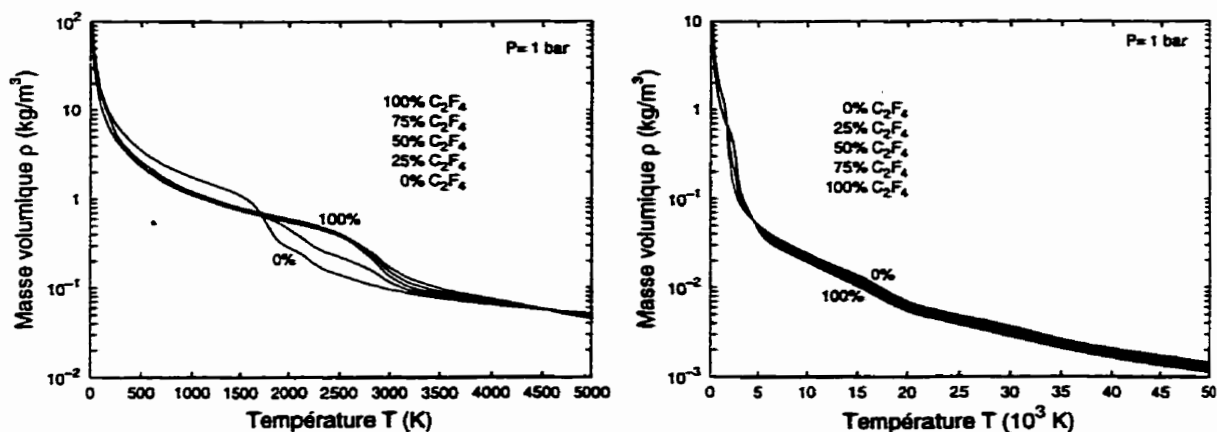 P= 1 bar
Masse volumique ρ (kg/m³)
10²
10
1
10⁻¹
10⁻²
100% C₂F₄
75% C₂F₄
50% C₂F₄
25% C₂F₄
0% C₂F₄
100%
0%
0 500 1000 1500 2000 2500 3000 3500 4000 4500 5000
Température T (K)
P= 1 bar
Masse volumique ρ (kg/m³)
10
1
10⁻¹
10⁻²
10⁻³
0% C₂F₄
25% C₂F₄
50% C₂F₄
75% C₂F₄
100% C₂F₄
0%
100%
0 5 10 15 20 25 30 35 40 45 50
Température T (10³ K)